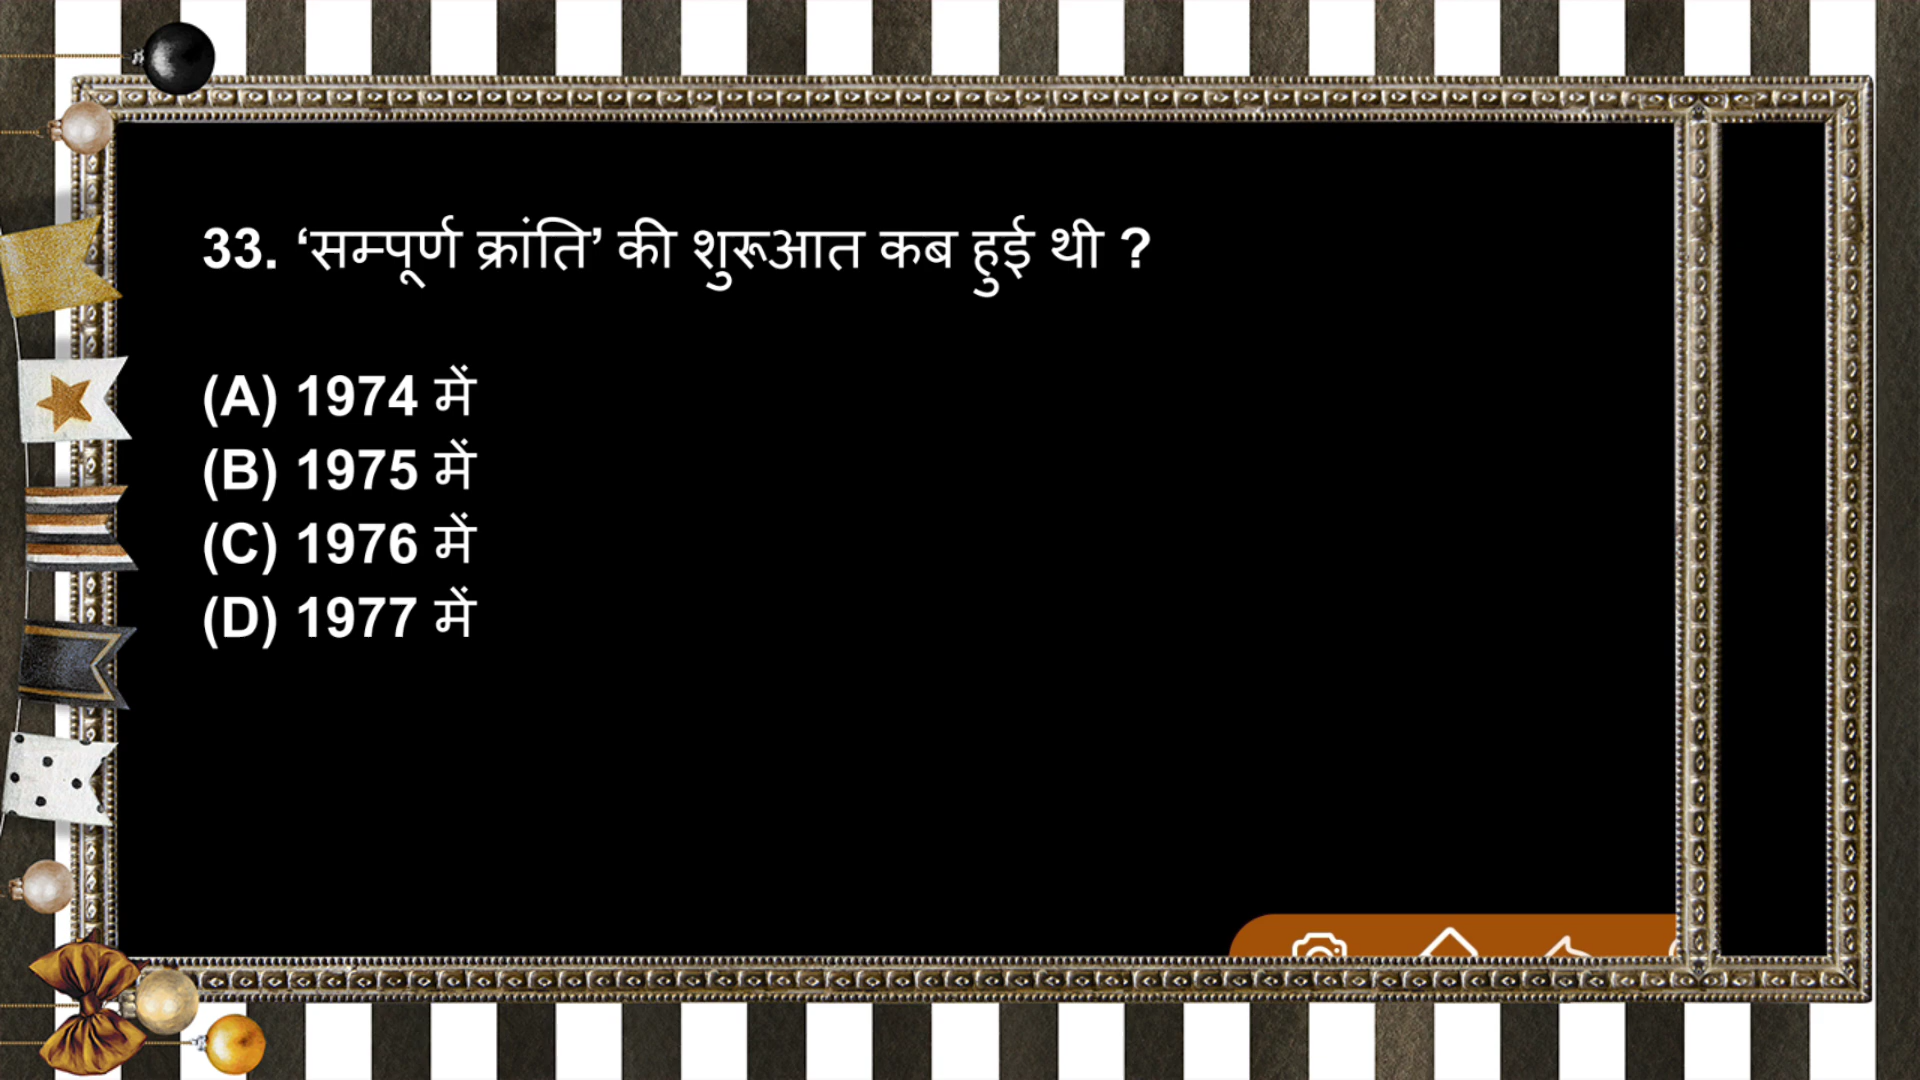 33. ‘सम्पूर्ण क्रांति’ की शुरूआत कब हुई थी ?
(A) 1974 में
(B) 1975 में
(C) 1976 में
(D) 1977 में